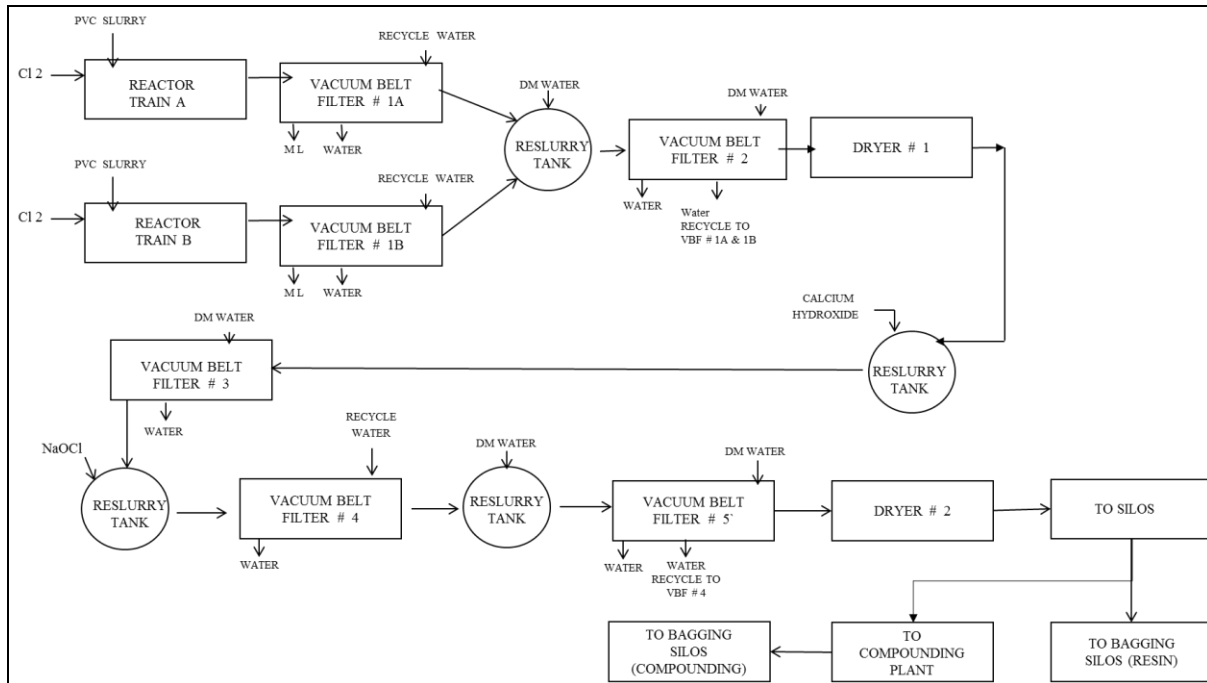 PVC SLURRY
Cl 2
REACTOR
TRAIN A
RECYCLE WATER
VACUUM BELT
FILTER # 1A
ML
WATER
DM WATER
RESLURRY
TANK
DM WATER
VACUUM BELT
FILTER # 2
WATER
Water
RECYCLE TO
VBF # 1A & 1B
DRYER # 1
PVC SLURRY
Cl 2
REACTOR
TRAIN B
RECYCLE WATER
VACUUM BELT
FILTER # 1B
ML
WATER
CALCIUM
HYDROXIDE
RESLURRY
TANK
DM WATER
VACUUM BELT
FILTER # 3
WATER
NaOCl
RESLURRY
TANK
RECYCLE
WATER
VACUUM BELT
FILTER # 4
WATER
DM WATER
RESLURRY
TANK
DM WATER
VACUUM BELT
FILTER # 5`
WATER
WATER
RECYCLE TO
VBF # 4
DRYER # 2
TO SILOS
TO BAGGING
SILOS
(COMPOUNDING)
TO
COMPOUNDING
PLANT
TO BAGGING
SILOS (RESIN)